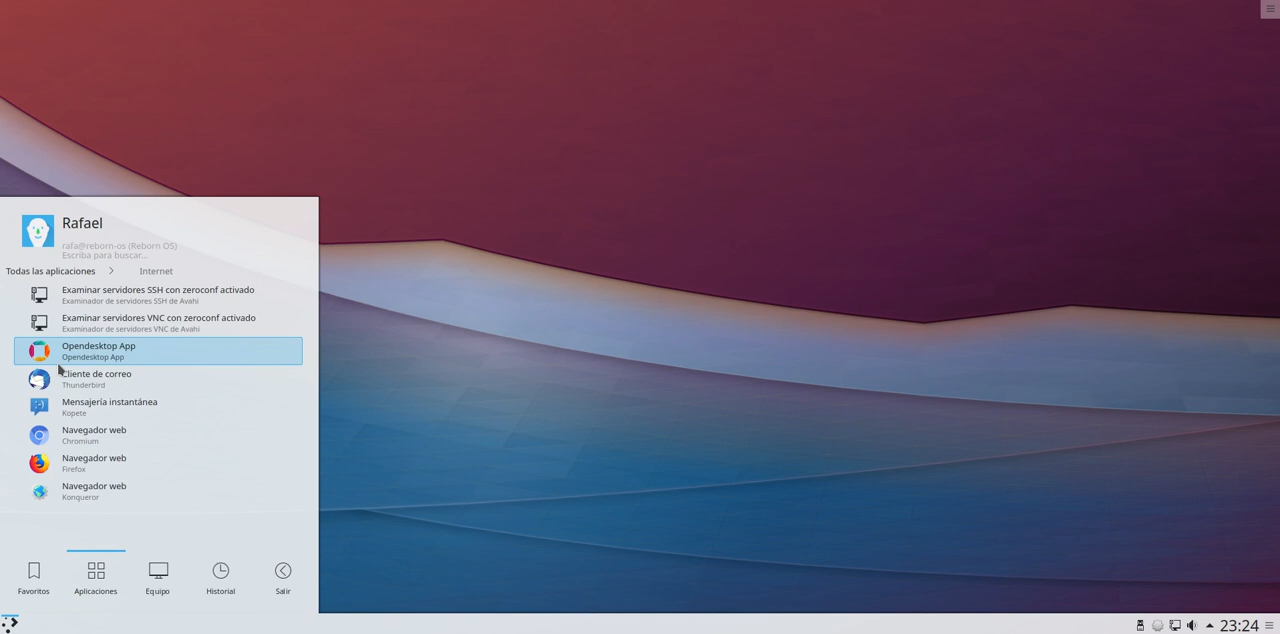 Rafael
rafa@reborn-os (Reborn OS)
Escriba para buscar...
Todas las aplicaciones
Internet
Examinar servidores SSH con zeroconf activado
Examinador de servidores SSH de Avahi
Examinar servidores VNC con zeroconf activado
Examinador de servidores VNC de Avahi
Opendesktop App
Opendesktop App
Cliente de correo
Thunderbird
Mensajería instantánea
Kopete
Navegador web
Chromium
Navegador web
Firefox
Navegador web
Konqueror
Favoritos
Aplicaciones
Equipo
Historial
Salir
23:24